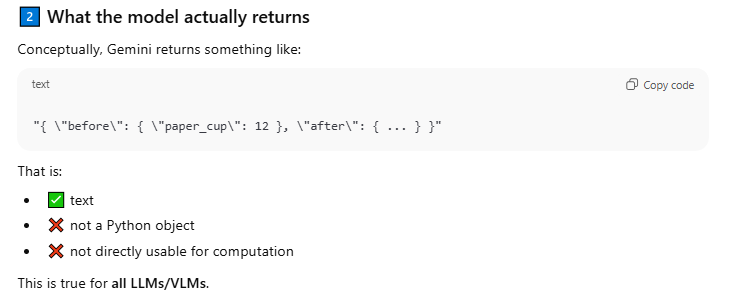 2 What the model actually returns
Conceptually, Gemini returns something like:
text
Copy code
"{ \"before\": { \"paper_cup\": 12 }, \"after\": { ... } }"
That is:
• ✅ text
• ❌ not a Python object
• ❌ not directly usable for computation
This is true for all LLMs/VLMs.